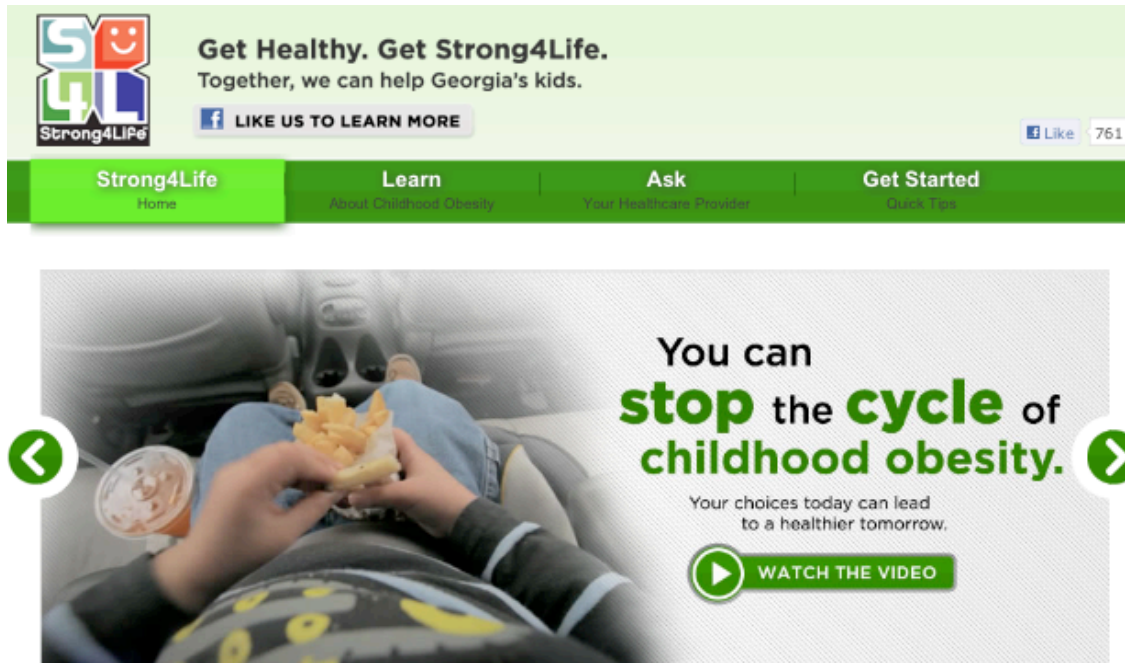 Strong4Life
Get Healthy. Get Strong4Life.
Together, we can help Georgia's kids.
LIKE US TO LEARN MORE
Like 761
Strong4Life
Home
Learn
About Childhood Obesity
Ask
Your Healthcare Provider
Get Started
Quick Tips
You can
stop the cycle of
childhood obesity.
Your choices today can lead
to a healthier tomorrow.
WATCH THE VIDEO